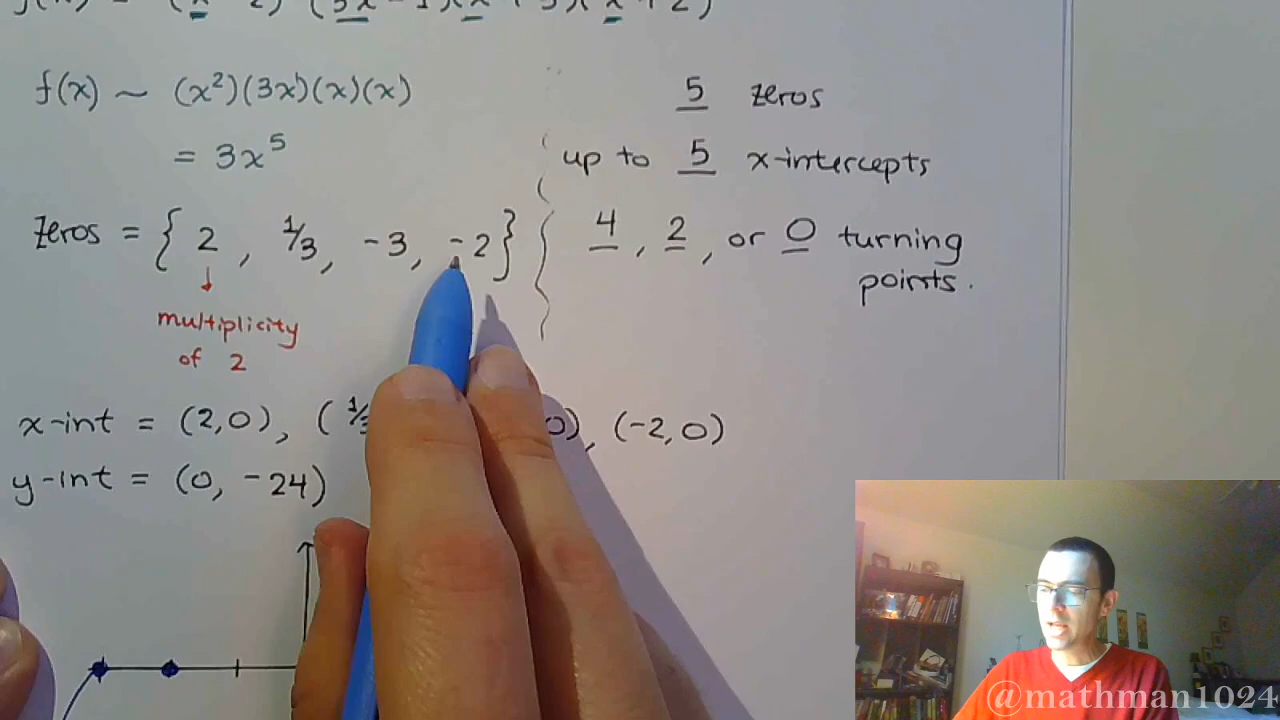 f(x) ~ (x²)(3x)(x)(x)
= 3x⁵
zeros = { 2 , 1/3 , -3 , -2 }
multiplicity
of 2
5 zeros
up to 5 x-intercepts
4 , 2 , or 0 turning
points.
x-int = (2,0), ( 0), (-2,0)
y-int = (0, -24)
@mathman1024